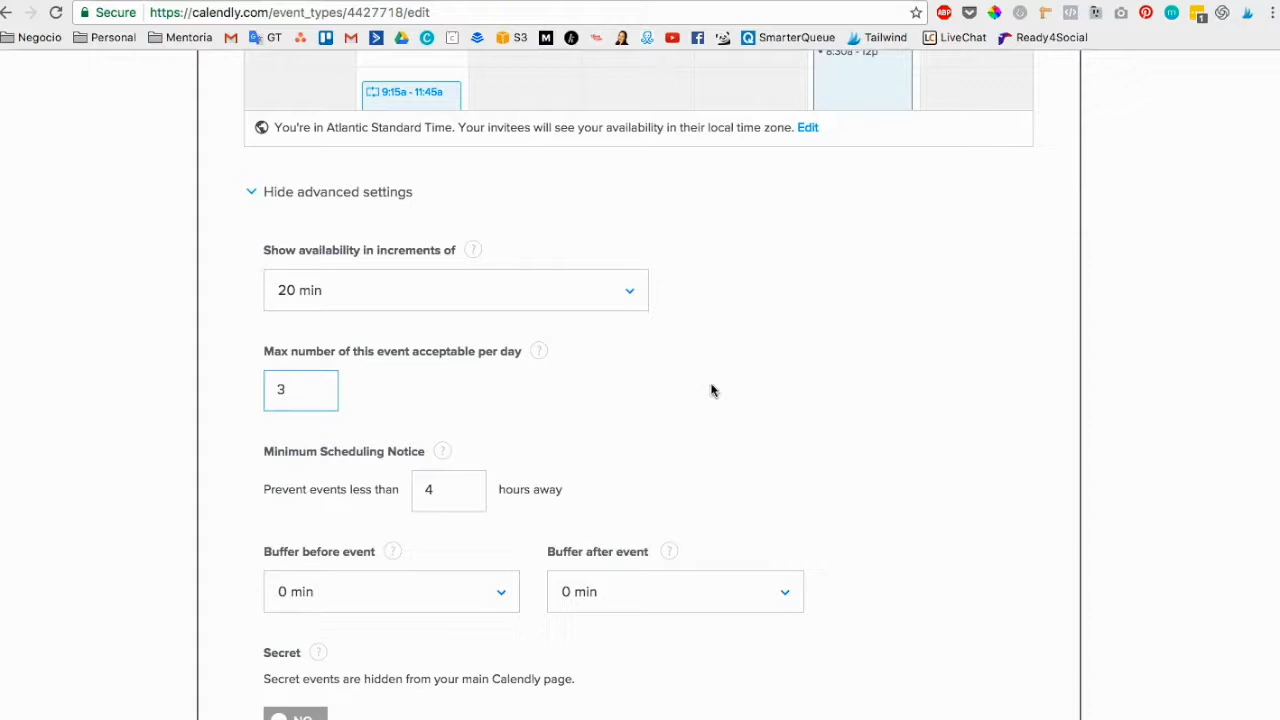 Secure https://calendly.com/event_types/4427718/edit
ABP 1
Negocio Personal Mentoria GT S3 M SmarterQueue Tailwind LC LiveChat Ready4Social
8:30a - 12p
9:15a - 11:45a
You're in Atlantic Standard Time. Your invitees will see your availability in their local time zone. Edit
Hide advanced settings
Show availability in increments of ?
20 min
Max number of this event acceptable per day ?
3
Minimum Scheduling Notice ?
Prevent events less than 4 hours away
Buffer before event ? Buffer after event ?
0 min 0 min
Secret ?
Secret events are hidden from your main Calendly page.
NO